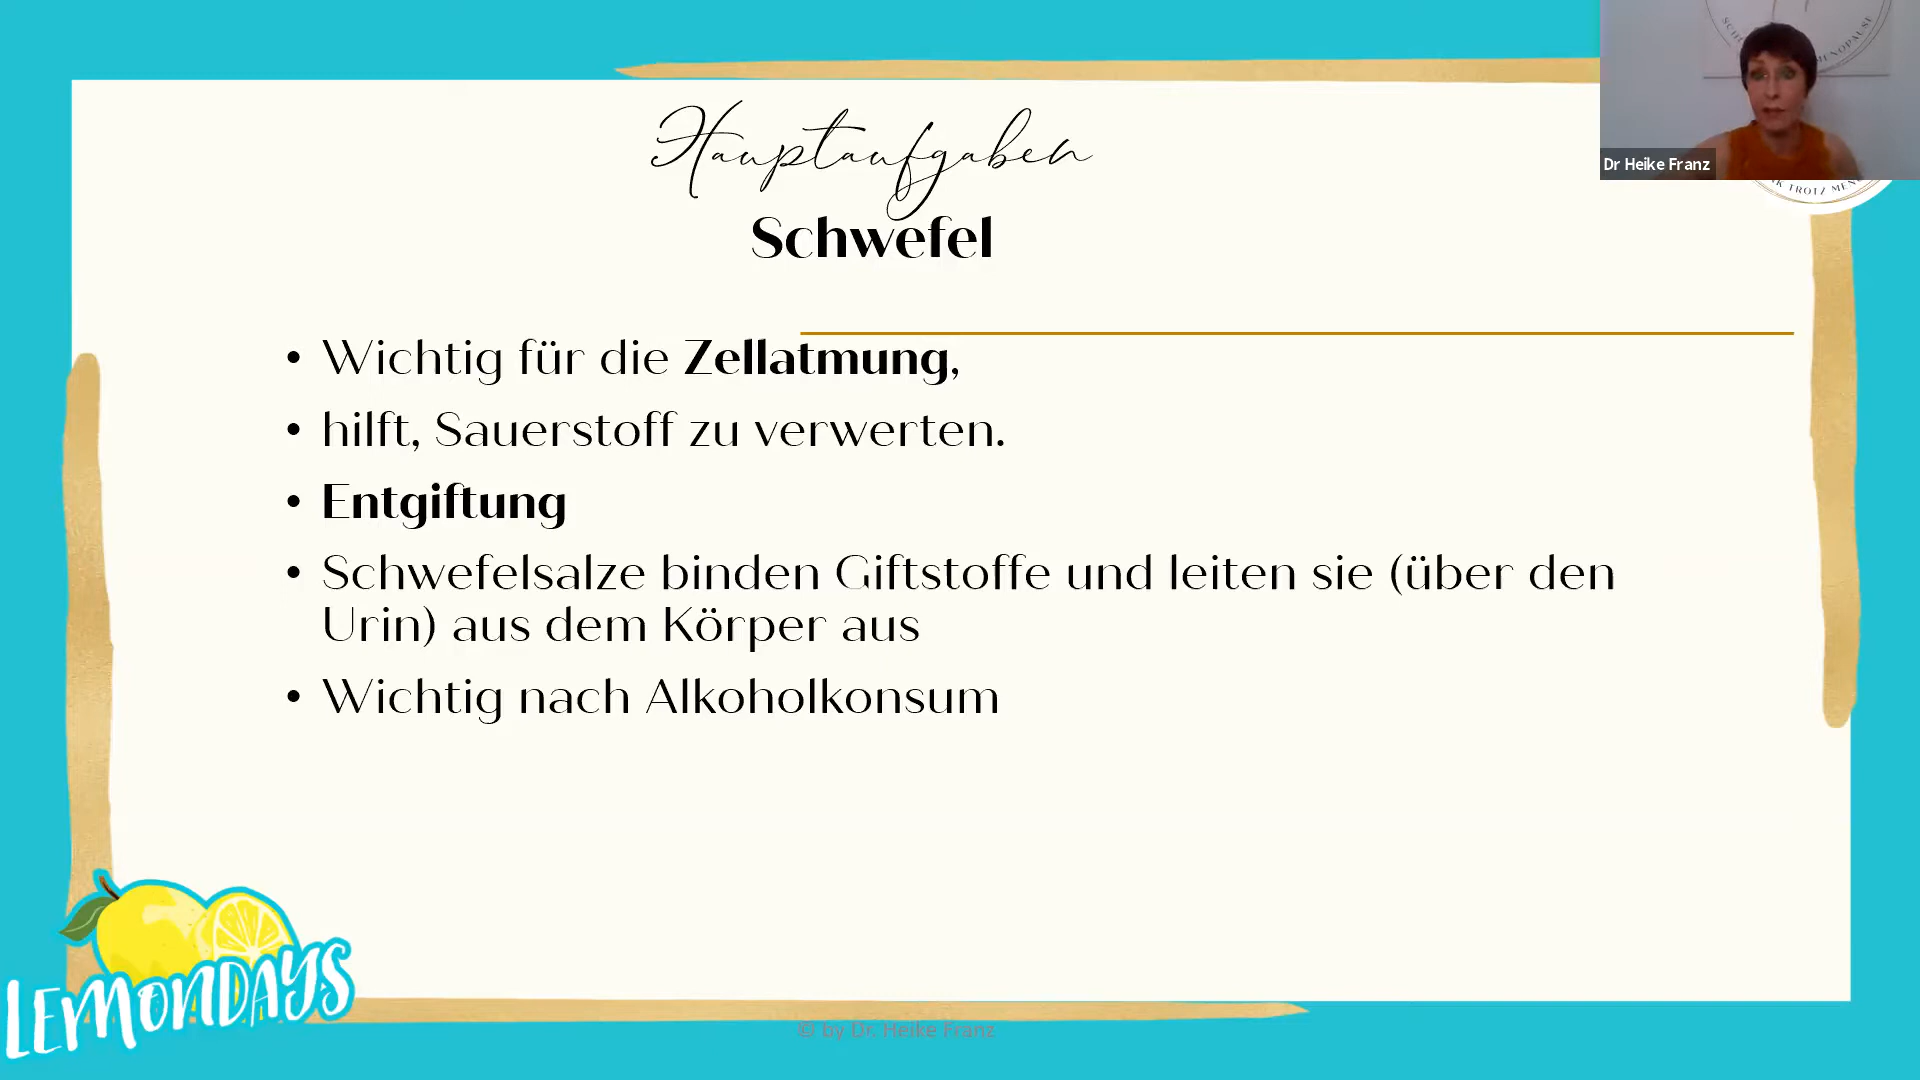 Hauptaufgaben
Schwefel
• Wichtig für die Zellatmung,
• hilft, Sauerstoff zu verwerten.
• Entgiftung
• Schwefelsalze binden Giftstoffe und leiten sie (über den
Urin) aus dem Körper aus
• Wichtig nach Alkoholkonsum
Dr Heike Franz
TROTZ
LEMONDAYS
© by Dr. Heike Franz